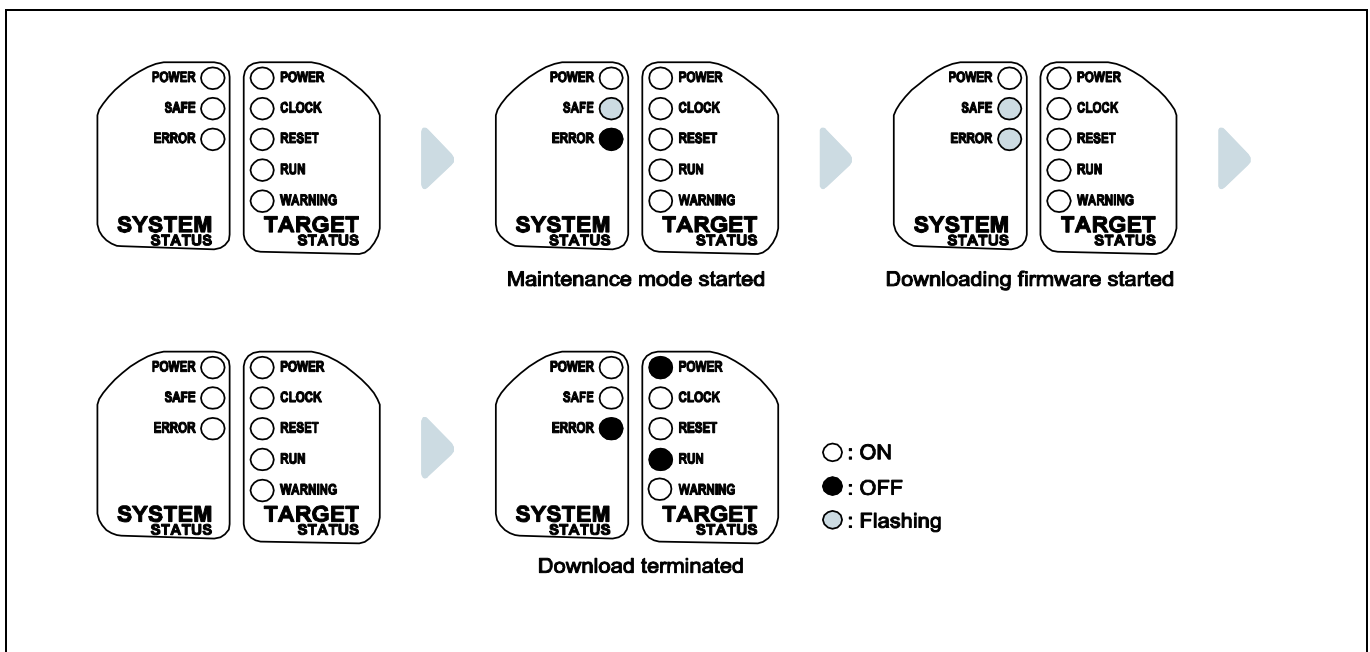 POWER POWER
SAFE CLOCK
ERROR RESET
RUN
WARNING
SYSTEM TARGET
STATUS STATUS
POWER POWER
SAFE CLOCK
ERROR RESET
RUN
WARNING
SYSTEM TARGET
STATUS STATUS
Maintenance mode started
POWER POWER
SAFE CLOCK
ERROR RESET
RUN
WARNING
SYSTEM TARGET
STATUS STATUS
Downloading firmware started
POWER POWER
SAFE CLOCK
ERROR RESET
RUN
WARNING
SYSTEM TARGET
STATUS STATUS
POWER POWER
SAFE CLOCK
ERROR RESET
RUN
WARNING
SYSTEM TARGET
STATUS STATUS
Download terminated
: ON
: OFF
: Flashing